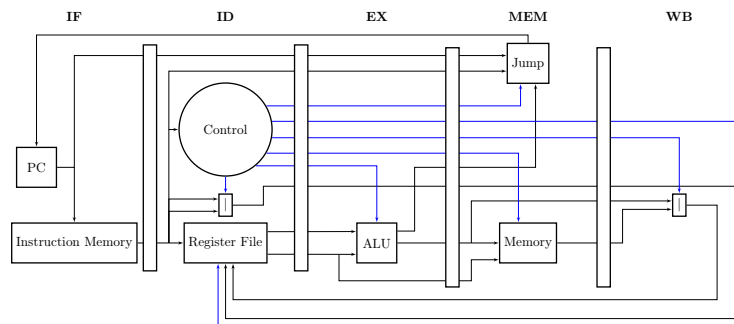 IF ID EX MEM WB
Jump
Control
PC
|
|
Instruction Memory
Register File
ALU
Memory